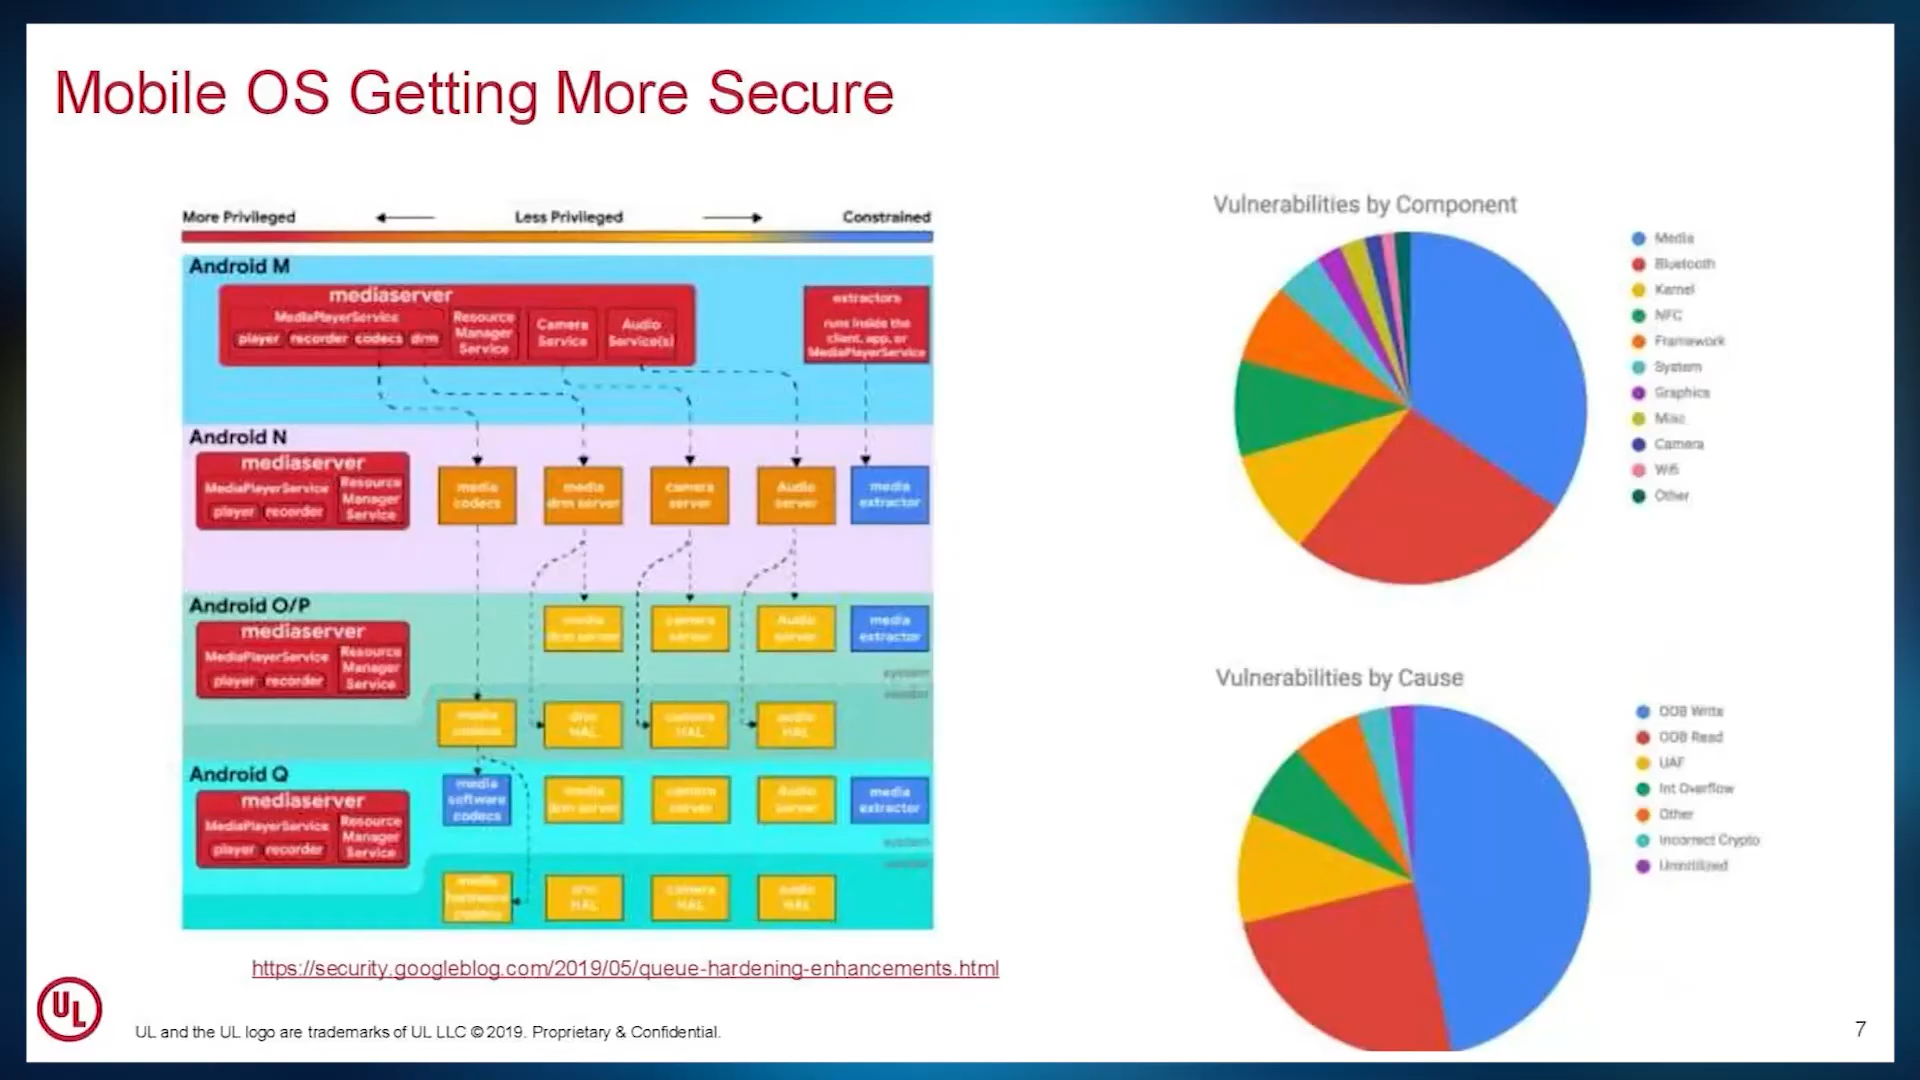 Mobile OS Getting More Secure
More Privileged
Less Privileged
Constrained
Android M
mediaserver
MediaPlayerService
player recorder codecs drm
Resource
Manager
Service
Camera
Service
Audio
Service(s)
extractors
runs inside the
client, app, or
MediaPlayerService
Android N
mediaserver
MediaPlayerService
player recorder
Resource
Manager
Service
media
codecs
media
drm server
camera
server
Audio
server
media
extractor
Android O/P
mediaserver
MediaPlayerService
player recorder
Resource
Manager
Service
media
drm server
camera
server
Audio
server
media
extractor
system
vendor
media
codecs
drm
HAL
camera
HAL
audio
HAL
Android Q
mediaserver
MediaPlayerService
player recorder
Resource
Manager
Service
media
software
codecs
media
drm server
camera
server
Audio
server
media
extractor
system
vendor
media
hardware
codecs
drm
HAL
camera
HAL
audio
HAL
https://security.googleblog.com/2019/05/queue-hardening-enhancements.html
Vulnerabilities by Component
Media
Bluetooth
Kernel
NFC
Framework
System
Graphics
Misc
Camera
Wifi
Other
Vulnerabilities by Cause
OOB Write
OOB Read
UAF
Int Overflow
Other
Incorrect Crypto
Uninitilized
UL
UL and the UL logo are trademarks of UL LLC © 2019. Proprietary & Confidential.
7